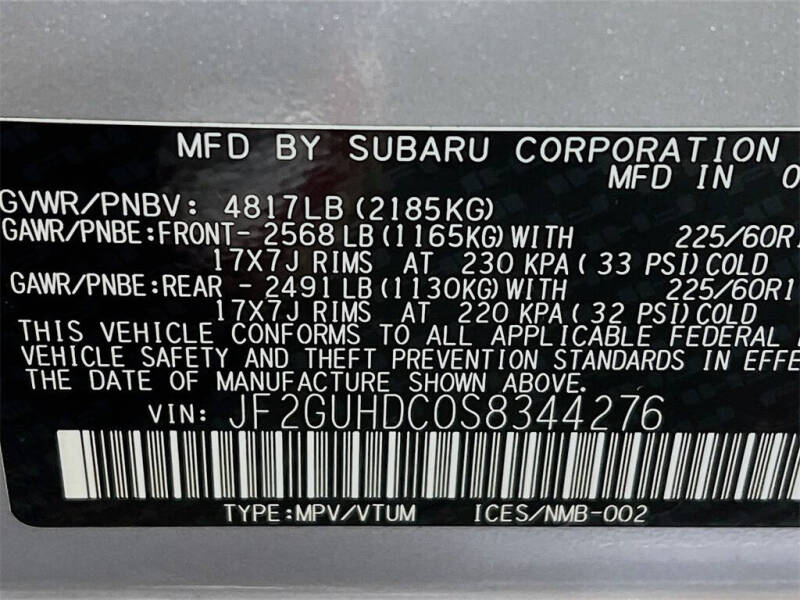 MFD BY SUBARU CORPORATION
MFD IN 0
GVWR/PNBV: 4817LB (2185KG)
GAWR/PNBE:FRONT- 2568 LB (1165KG) WITH 225/60R1
17X7J RIMS AT 230 KPA ( 33 PSI) COLD
GAWR/PNBE:REAR - 2491 LB (1130KG) WITH 225/60R1
17X7J RIMS AT 220 KPA ( 32 PSI) COLD
THIS VEHICLE CONFORMS TO ALL APPLICABLE FEDERAL
VEHICLE SAFETY AND THEFT PREVENTION STANDARDS IN EFFE
THE DATE OF MANUFACTURE SHOWN ABOVE.
VIN: JF2GUHDC0S8344276
TYPE:MPV/VTUM ICES/NMB-002